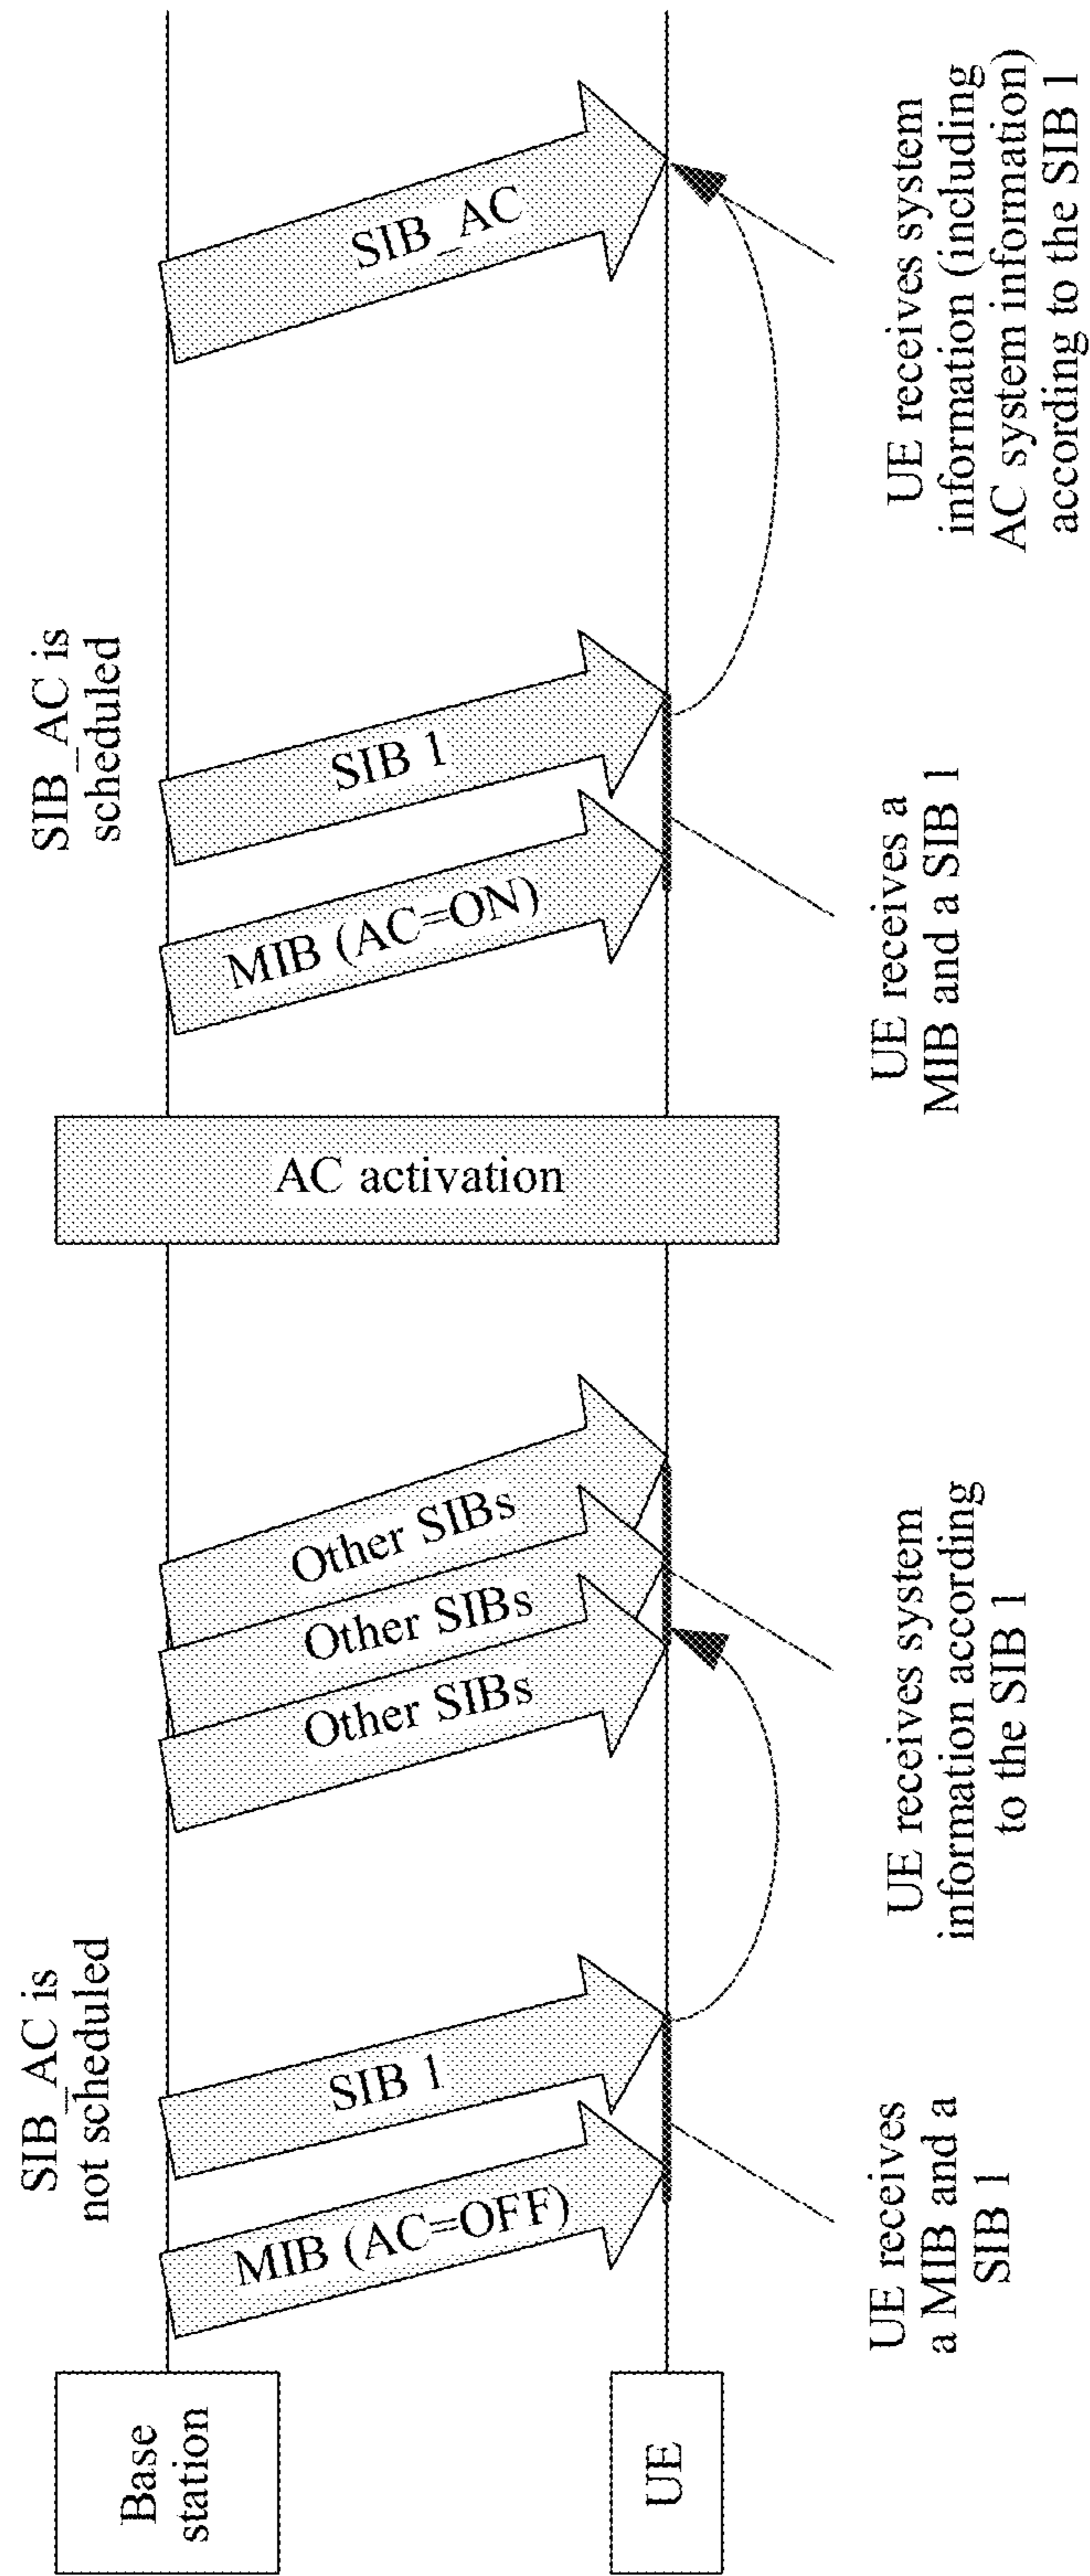 Base
station
UE
SIB_AC is
not scheduled
MIB (AC=OFF)
SIB 1
UE receives
a MIB and a
SIB 1
Other SIBs
Other SIBs
Other SIBs
UE receives system
information according
to the SIB 1
AC activation
SIB_AC is
scheduled
MIB (AC=ON)
SIB 1
UE receives a
MIB and a SIB 1
SIB_AC
UE receives system
information (including
AC system information)
according to the SIB 1